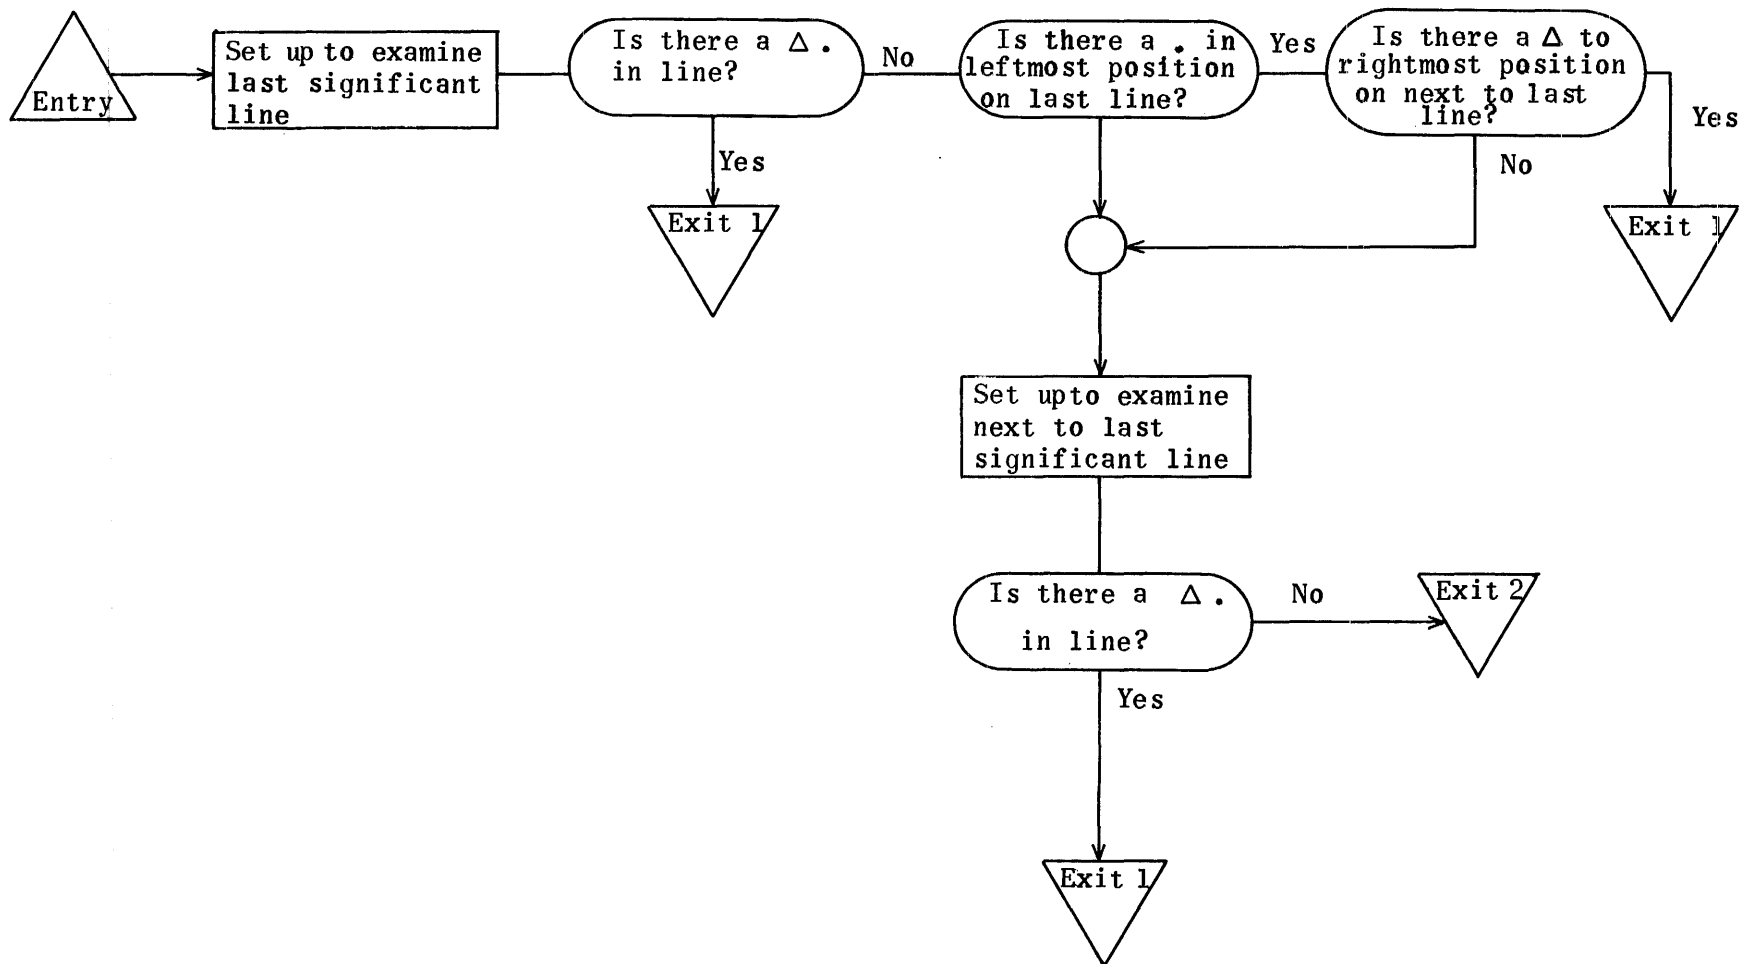 Entry
Set up to examine
last significant
line
Is there a Δ .
in line?
Yes
Exit 1
No
Is there a . in
leftmost position
on last line?
Yes
Is there a Δ to
rightmost position
on next to last
line?
Yes
Exit 1
No
Set upto examine
next to last
significant line
Is there a Δ .
in line?
No
Exit 2
Yes
Exit 1